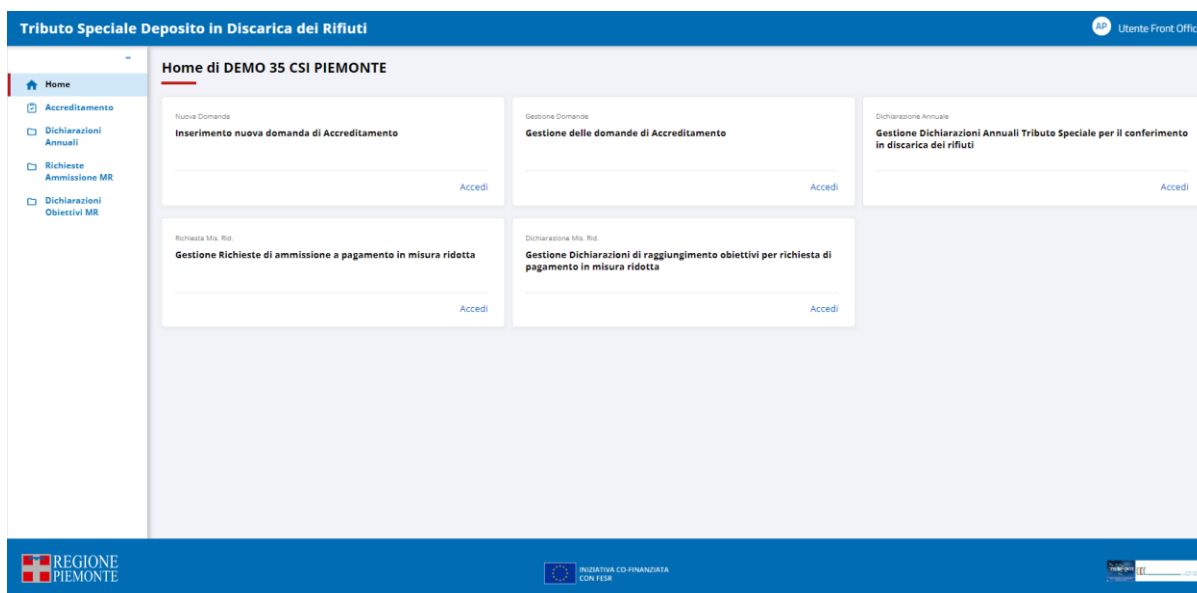 Tributo Speciale Deposito in Discarica dei Rifiuti
AP
Utente Front Offic
Home
Accreditamento
Dichiarazioni
Annuali
Richieste
Ammissione MR
Dichiarazioni
Obiettivi MR
Home di DEMO 35 CSI PIEMONTE
Nuova Domanda
Inserimento nuova domanda di Accreditamento
Accedi
Gestione Domande
Gestione delle domande di Accreditamento
Accedi
Dichiarazione Annuale
Gestione Dichiarazioni Annuali Tributo Speciale per il conferimento
in discarica dei rifiuti
Accedi
Richiesta Mis. Rid.
Gestione Richieste di ammissione a pagamento in misura ridotta
Accedi
Dichiarazione Mis. Rid.
Gestione Dichiarazioni di raggiungimento obiettivi per richiesta di
pagamento in misura ridotta
Accedi
REGIONE
PIEMONTE
INIZIATIVA CO-FINANZIATA
CON FESR